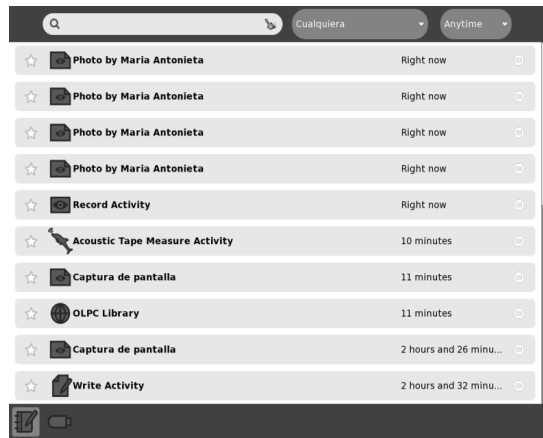 Cualquiera Anytime
Photo by Maria Antonieta Right now
Photo by Maria Antonieta Right now
Photo by Maria Antonieta Right now
Photo by Maria Antonieta Right now
Record Activity Right now
Acoustic Tape Measure Activity 10 minutes
Captura de pantalla 11 minutes
OLPC Library 11 minutes
Captura de pantalla 2 hours and 26 minu...
Write Activity 2 hours and 32 minu...